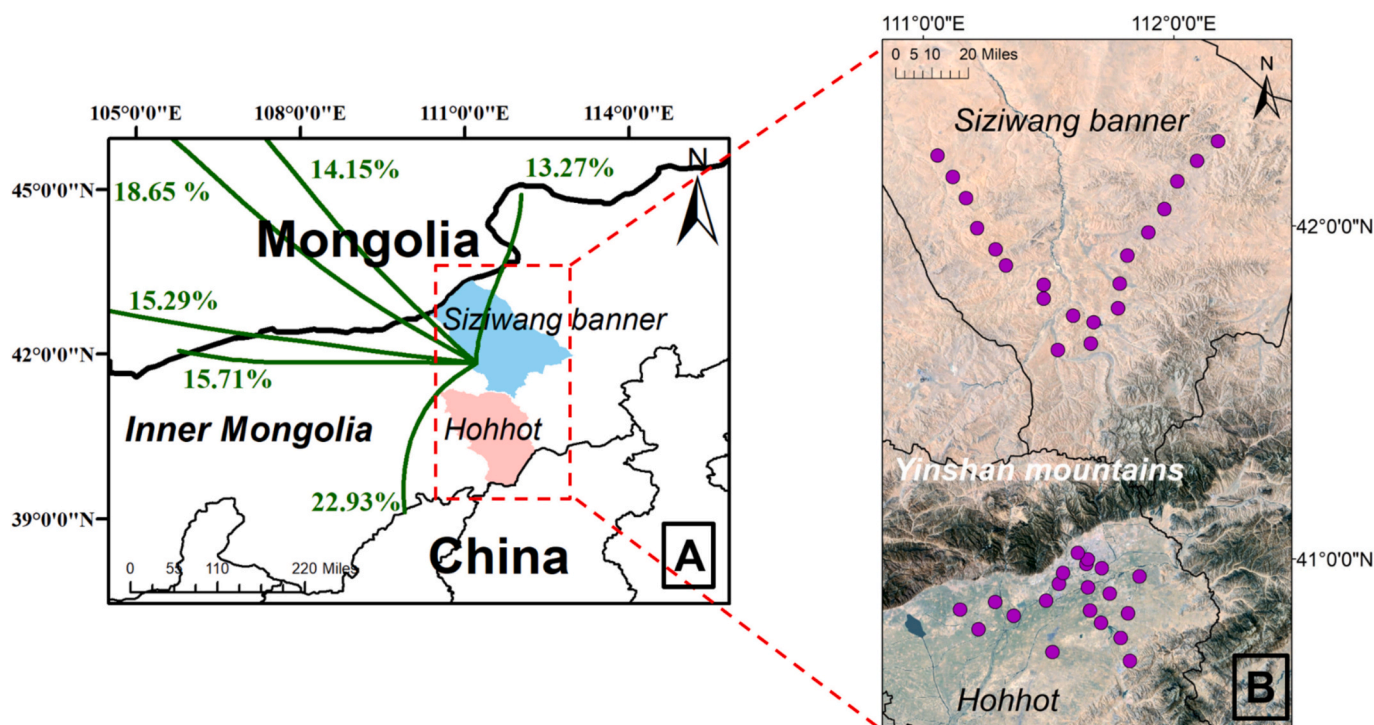 105°0'0"E 108°0'0"E 111°0'0"E 114°0'0"E
45°0'0"N
42°0'0"N
39°0'0"N
14.15%
13.27%
18.65 %
N
Mongolia
15.29%
Siziwang banner
15.71%
Inner Mongolia
Hohhot
22.93%
China
A
0 55 110 220 Miles
111°0'0"E 112°0'0"E
0 5 10 20 Miles
N
Siziwang banner
42°0'0"N
Yinshan mountains
41°0'0"N
Hohhot
B